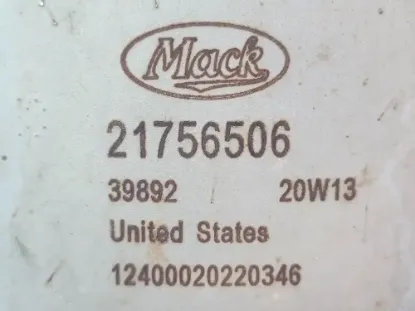 Mack
21756506
39892 20W13
United States
12400020220346